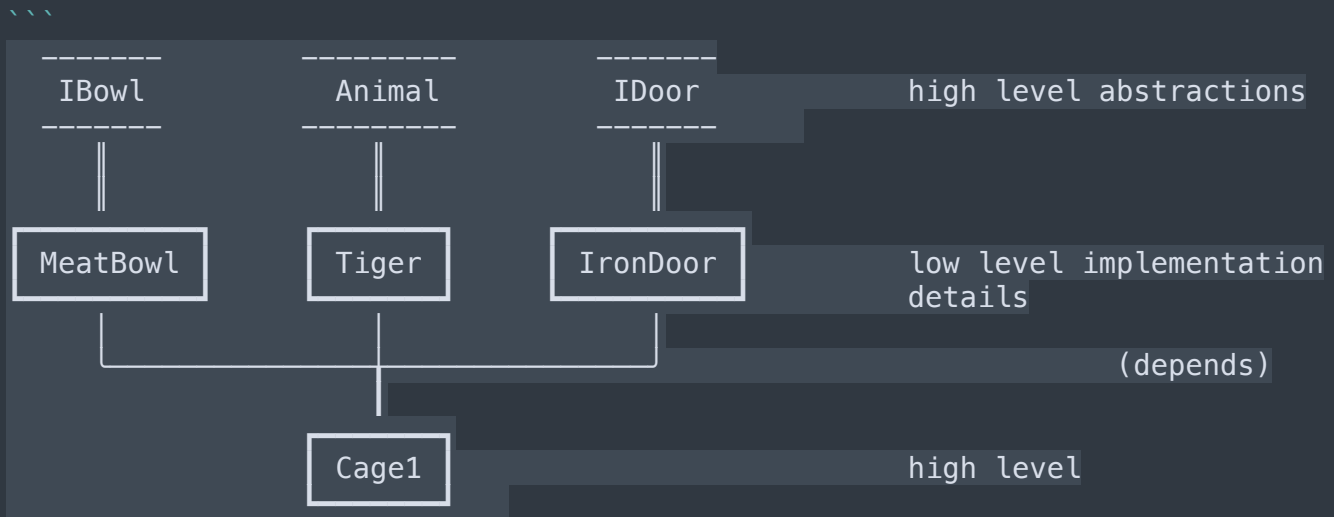 ```
IBowl Animal IDoor high level abstractions
MeatBowl Tiger IronDoor low level implementation
details
(depends)
Cage1 high level